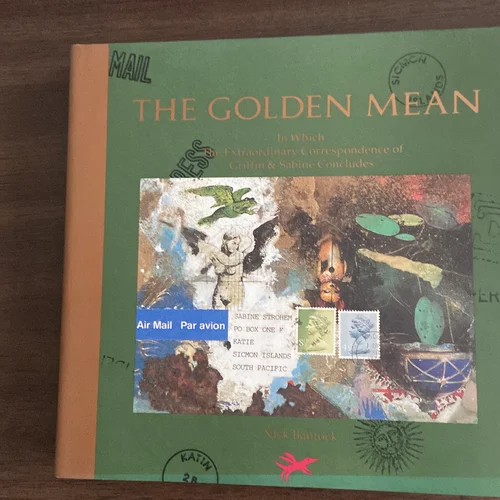 MAIL
SICMON
ISLANDS
THE GOLDEN MEAN
In Which
The Extraordinary Correspondence of
Griffin & Sabine Concludes
Air Mail Par avion
SABINE STROHEM
PO BOX ONE F
KATIE
SICMON ISLANDS
SOUTH PACIFIC
Nick Bantock
KATIN